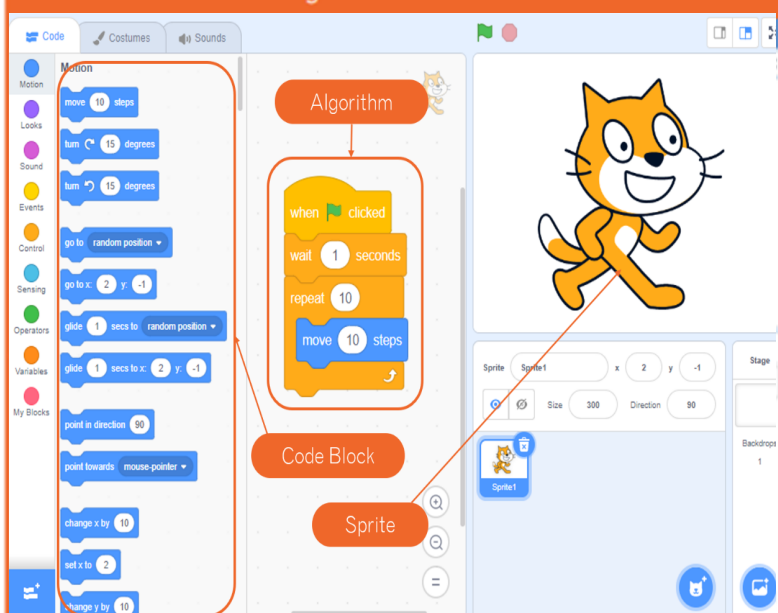 Code
Costumes
Sounds
Motion
Looks
Sound
Events
Control
Sensing
Operators
Variables
My Blocks
Motion
move 10 steps
turn 15 degrees
turn 15 degrees
go to random position
go to x: 2 y: -1
glide 1 secs to random position
glide 1 secs to x: 2 y: -1
point in direction 90
point towards mouse-pointer
change x by 10
set x to 2
change y by 10
Algorithm
when clicked
wait 1 seconds
repeat 10
move 10 steps
Code Block
Sprite
Sprite Sprite1 x 2 y -1
Size 300 Direction 90
Sprite1
Stage
Backdrops
1